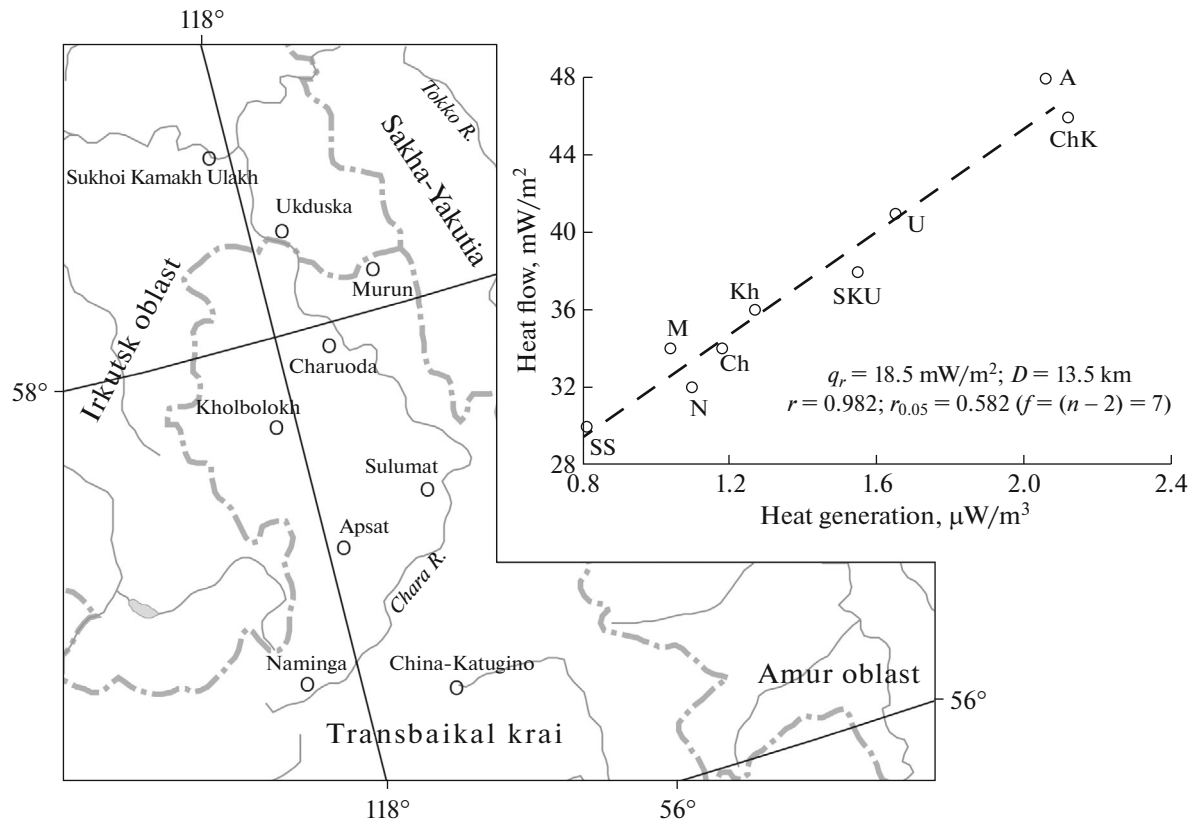 118°
Tokko R.
Sakha-Yakutia
Sukhoi Kamakh Ulakh
Ukduska
Murun
Irkutsk oblast
58°
Charuoda
Kholbolokh
Sulumat
Apsat
Chara R.
Naminga
China-Katugino
Transbaikal krai
Amur oblast
56°
118°
56°
Heat flow, mW/m²
48
44
40
36
32
28
A
ChK
U
SKU
Kh
M
Ch
N
SS
q_r = 18.5 mW/m²; D = 13.5 km
r = 0.982; r_0.05 = 0.582 (f = (n – 2) = 7)
0.8 1.2 1.6 2.0 2.4
Heat generation, μW/m³